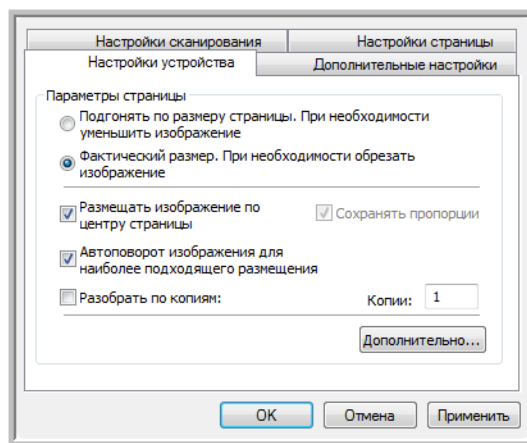 Настройки сканирования
Настройки страницы
Настройки устройства
Дополнительные настройки
Параметры страницы
Подгонять по размеру страницы. При необходимости
уменьшить изображение
Фактический размер. При необходимости обрезать
изображение
Размещать изображение по
центру страницы
Сохранять пропорции
Автоповорот изображения для
наиболее подходящего размещения
Разобрать по копиям:
Копии: 1
Дополнительно...
OK
Отмена
Применить